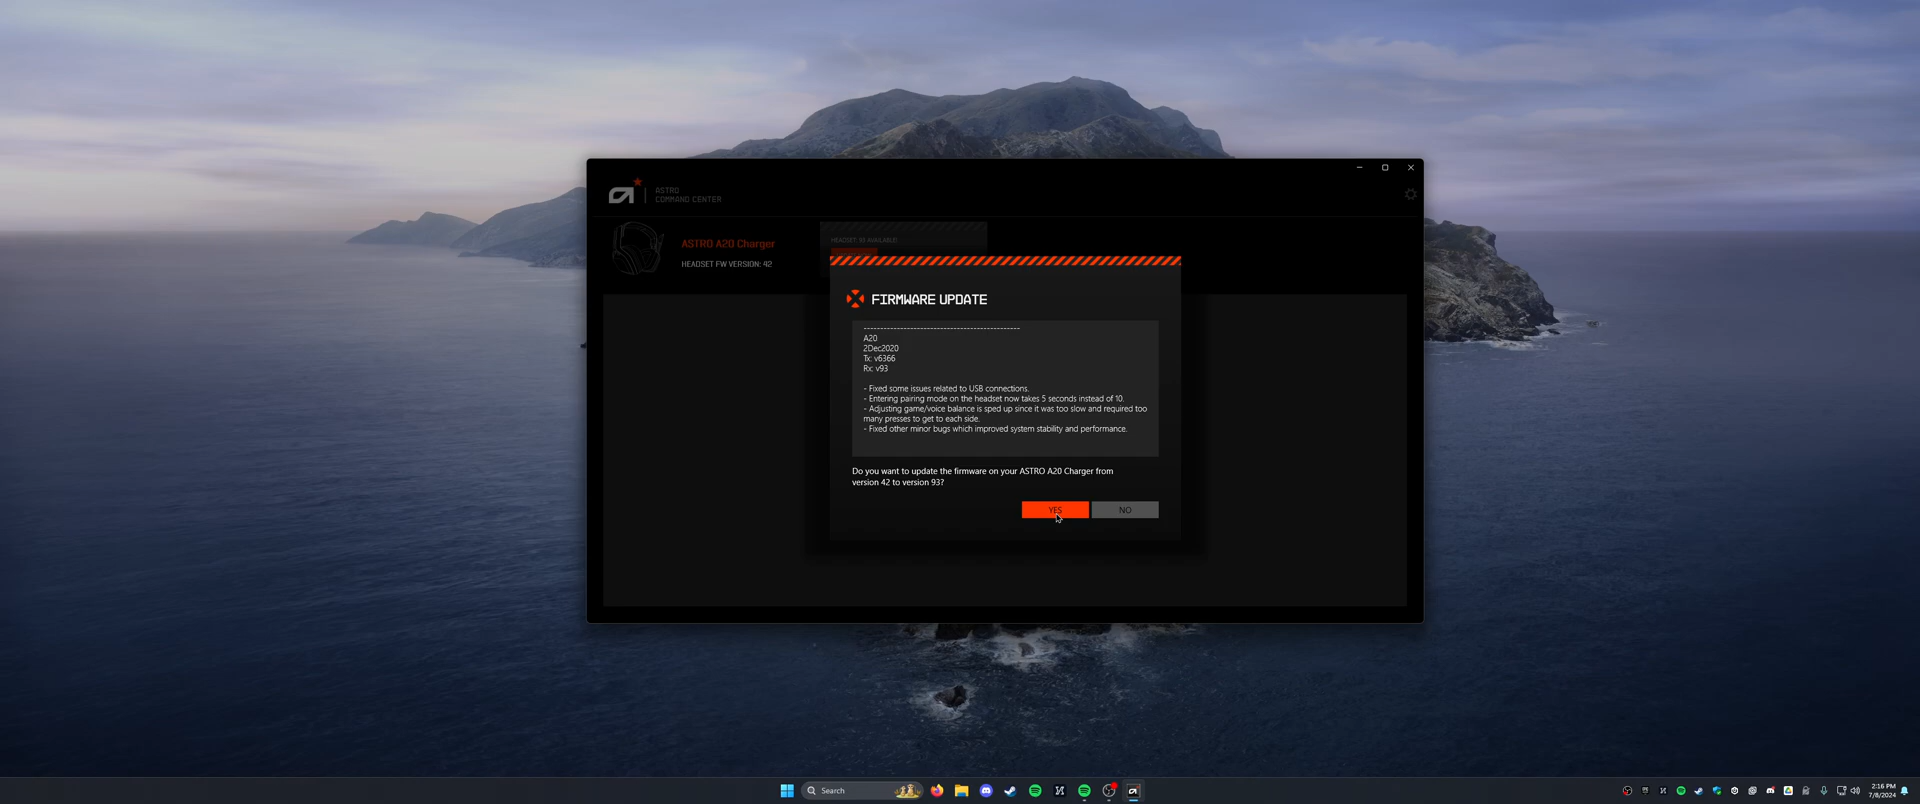 ASTRO
COMMAND CENTER
ASTRO A20 Charger
HEADSET FW VERSION: 42
HEADSET: 93 AVAILABLE
FIRMWARE UPDATE
------------------------------------------------
A20
2Dec2020
Tx: v6366
Rx: v93
- Fixed some issues related to USB connections.
- Entering pairing mode on the headset now takes 5 seconds instead of 10.
- Adjusting game/voice balance is sped up since it was too slow and required too
many presses to get to each side.
- Fixed other minor bugs which improved system stability and performance.
Do you want to update the firmware on your ASTRO A20 Charger from
version 42 to version 93?
YES
NO
Search
2:16 PM
7/8/2024